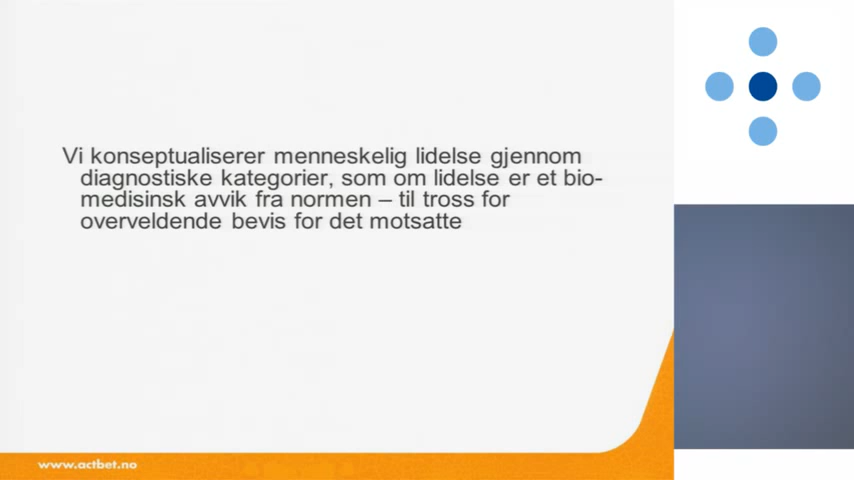 Vi konseptualiserer menneskelig lidelse gjennom
diagnostiske kategorier, som om lidelse er et bio-
medisinsk avvik fra normen – til tross for
overveldende bevis for det motsatte
www.actbet.no